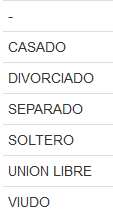 -
CASADO
DIVORCIADO
SEPARADO
SOLTERO
UNION LIBRE
VIUDO